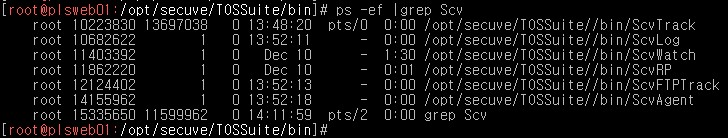 [root@plsweb01:/opt/secuve/TOSSuite/bin]# ps -ef |grep Scv
root 10223830 13697038 0 13:48:20 pts/0 0:00 /opt/secuve/TOSSuite//bin/ScvTrack
root 10682622 1 0 13:52:11 - 0:00 /opt/secuve/TOSSuite//bin/ScvLog
root 11403392 1 0 Dec 10 - 1:30 /opt/secuve/TOSSuite//bin/ScvWatch
root 11862220 1 0 Dec 10 - 0:01 /opt/secuve/TOSSuite//bin/ScvRP
root 12124402 1 0 13:52:13 - 0:00 /opt/secuve/TOSSuite//bin/ScvFTPTrack
root 14155962 1 0 13:52:18 - 0:00 /opt/secuve/TOSSuite//bin/ScvAgent
root 15335650 11599962 0 14:11:59 pts/2 0:00 grep Scv
[root@plsweb01:/opt/secuve/TOSSuite/bin]#